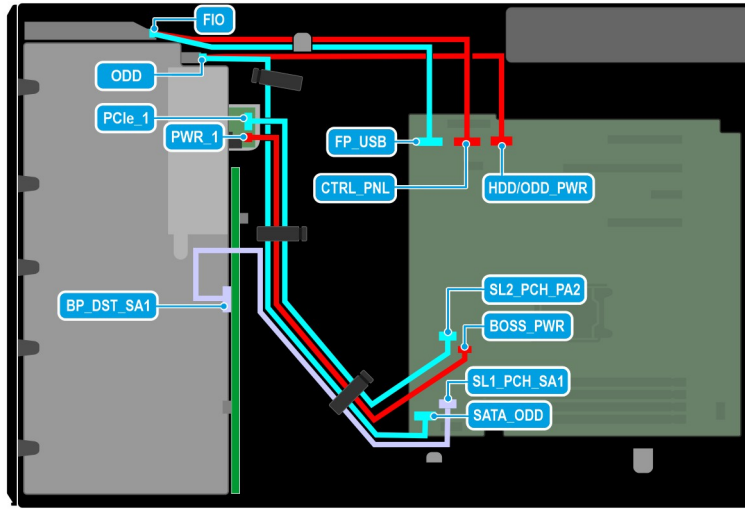 FIO
ODD
PCIe_1
PWR_1
FP_USB
CTRL_PNL
HDD/ODD_PWR
SL2_PCH_PA2
BP_DST_SA1
BOSS_PWR
SL1_PCH_SA1
SATA_ODD